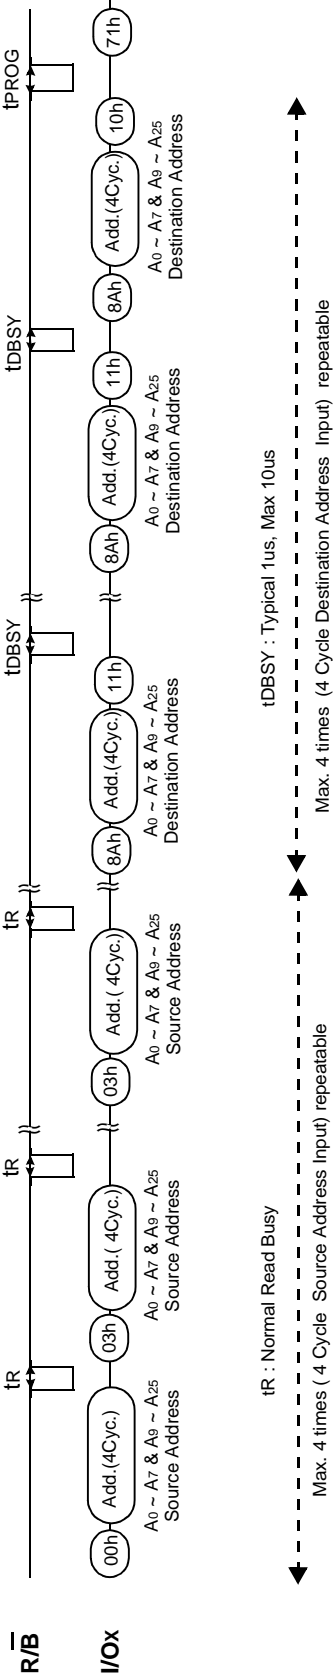 tR tR tR tDBSY tDBSY tPROG
R/B
I/Ox 00h Add.(4Cyc.) 03h Add.( 4Cyc.) 03h Add.( 4Cyc.) 8Ah Add.(4Cyc.) 11h 8Ah Add.(4Cyc.) 11h 8Ah Add.(4Cyc.) 10h 71h
A0 ~ A7 & A9 ~ A25 A0 ~ A7 & A9 ~ A25 A0 ~ A7 & A9 ~ A25 A0 ~ A7 & A9 ~ A25 A0 ~ A7 & A9 ~ A25 A0 ~ A7 & A9 ~ A25
Source Address Source Address Source Address Destination Address Destination Address Destination Address
tR : Normal Read Busy tDBSY : Typical 1us, Max 10us
Max. 4 times ( 4 Cycle Source Address Input) repeatable Max. 4 times (4 Cycle Destination Address Input) repeatable